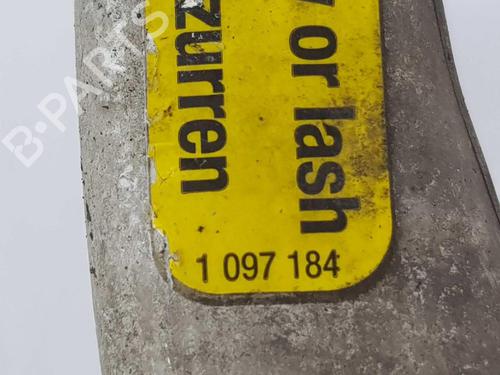 zurren
y or lash
1 097 184
B-PARTS